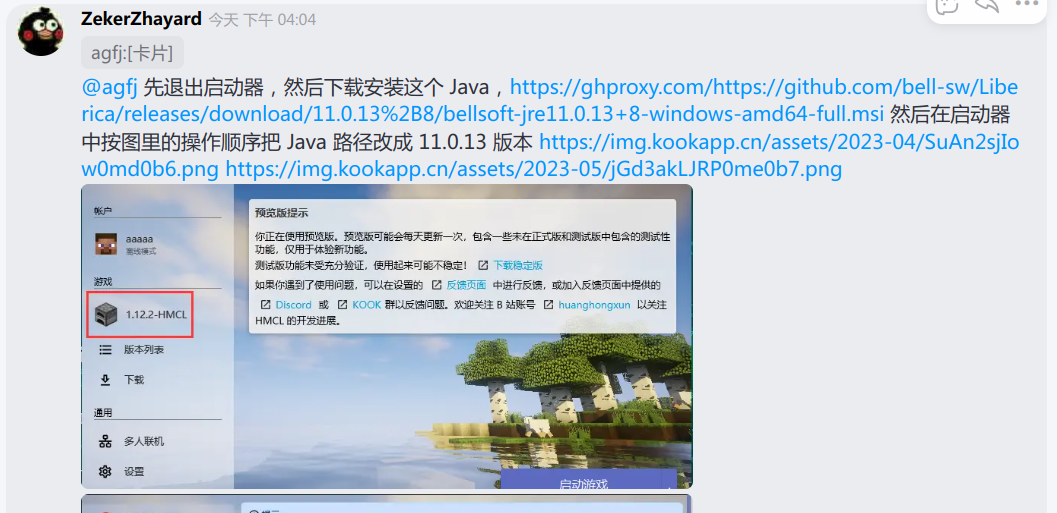 ZekerZhayard 今天 下午 04:04
agfj:[卡片]
@agfj 先退出启动器，然后下载安装这个 Java，https://ghproxy.com/https://github.com/bell-sw/Libe
rica/releases/download/11.0.13%2B8/bellsoft-jre11.0.13+8-windows-amd64-full.msi 然后在启动器
中按图里的操作顺序把 Java 路径改成 11.0.13 版本 https://img.kookapp.cn/assets/2023-04/SuAn2sjIo
w0md0b6.png https://img.kookapp.cn/assets/2023-05/jGd3akLJRP0me0b7.png
帐户
aaaaa
离线模式
游戏
1.12.2-HMCL
版本列表
下载
通用
多人联机
设置
预览版提示
你正在使用预览版。预览版可能会每天更新一次，包含一些未在正式版和测试版中包含的测试性
功能，仅用于体验新功能。
测试版功能未受充分验证，使用起来可能不稳定！ 下载稳定版
如果你遇到了使用问题，可以在设置的 反馈页面 中进行反馈，或加入反馈页面中提供的
Discord 或 KOOK 群以反馈问题。欢迎关注 B 站账号 huanghongxun 以关注
HMCL 的开发进展。
启动游戏